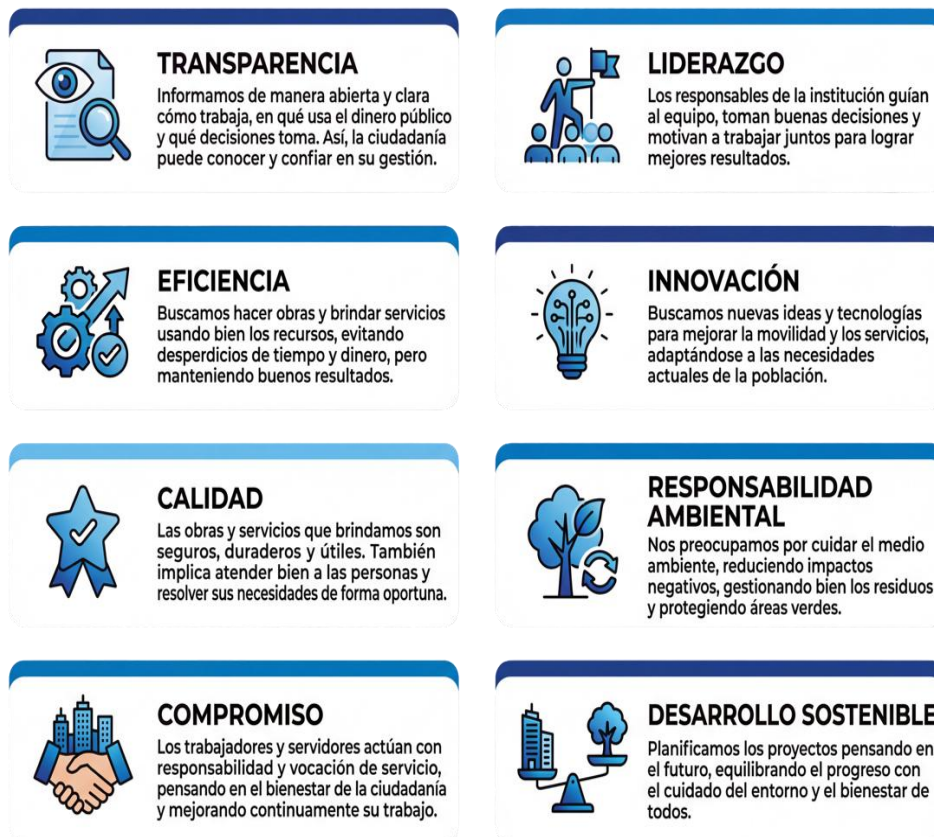 TRANSPARENCIA
Informamos de manera abierta y clara
cómo trabaja, en qué usa el dinero público
y qué decisiones toma. Así, la ciudadanía
puede conocer y confiar en su gestión.
LIDERAZGO
Los responsables de la institución guían
al equipo, toman buenas decisiones y
motivan a trabajar juntos para lograr
mejores resultados.
EFICIENCIA
Buscamos hacer obras y brindar servicios
usando bien los recursos, evitando
desperdicios de tiempo y dinero, pero
manteniendo buenos resultados.
INNOVACIÓN
Buscamos nuevas ideas y tecnologías
para mejorar la movilidad y los servicios,
adaptándose a las necesidades
actuales de la población.
CALIDAD
Las obras y servicios que brindamos son
seguros, duraderos y útiles. También
implica atender bien a las personas y
resolver sus necesidades de forma oportuna.
RESPONSABILIDAD
AMBIENTAL
Nos preocupamos por cuidar el medio
ambiente, reduciendo impactos
negativos, gestionando bien los residuos
y protegiendo áreas verdes.
COMPROMISO
Los trabajadores y servidores actúan con
responsabilidad y vocación de servicio,
pensando en el bienestar de la ciudadanía
y mejorando continuamente su trabajo.
DESARROLLO SOSTENIBLE
Planificamos los proyectos pensando en
el futuro, equilibrando el progreso con
el cuidado del entorno y el bienestar de
todos.